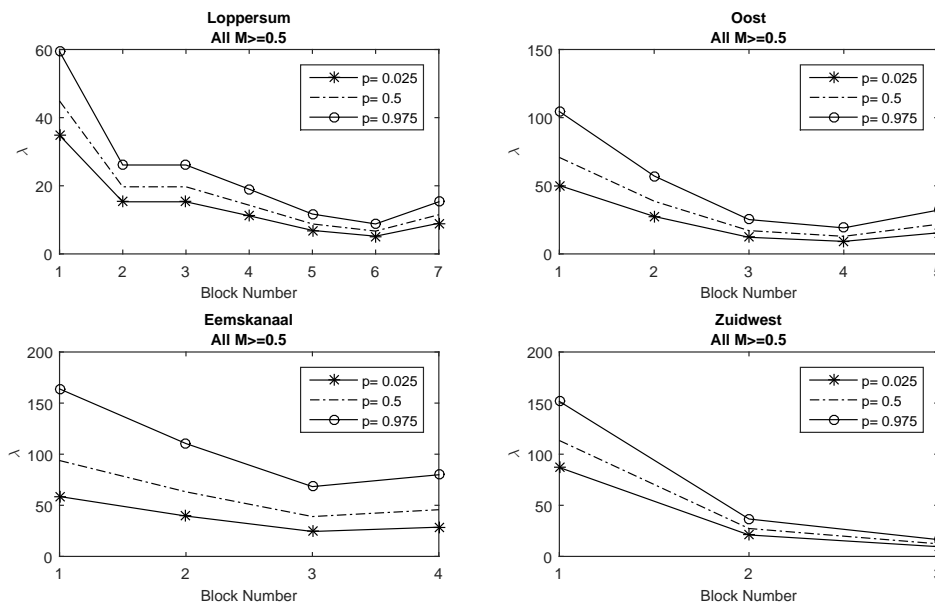 Loppersum
All M>=0.5
60
40
20
0
λ
1 2 3 4 5 6 7
Block Number
p= 0.025
p= 0.5
p= 0.975
Oost
All M>=0.5
150
100
50
0
λ
1 2 3 4
Block Number
p= 0.025
p= 0.5
p= 0.975
Eemskanaal
All M>=0.5
200
150
100
50
0
λ
1 2 3 4
Block Number
p= 0.025
p= 0.5
p= 0.975
Zuidwest
All M>=0.5
200
150
100
50
0
λ
1 2
Block Number
p= 0.025
p= 0.5
p= 0.975